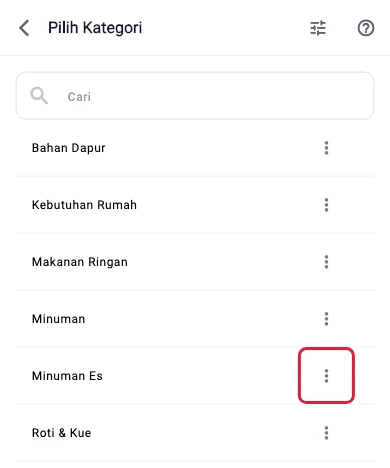 Pilih Kategori
Cari
Bahan Dapur
Kebutuhan Rumah
Makanan Ringan
Minuman
Minuman Es
Roti & Kue